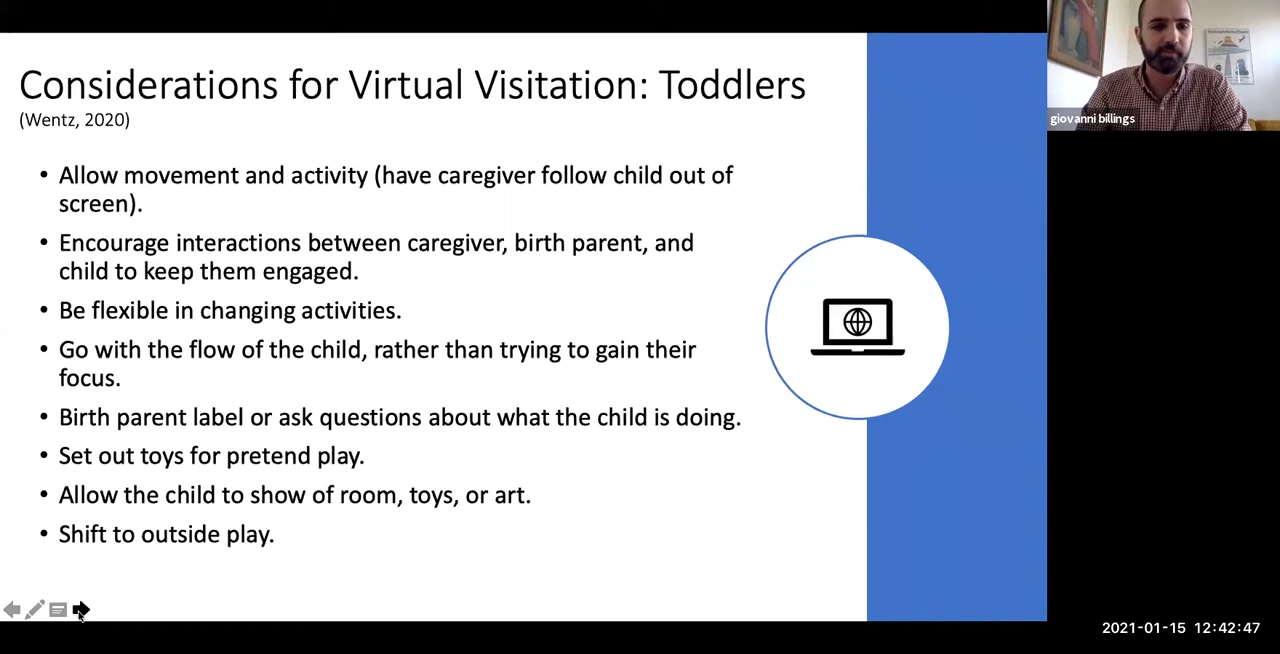 Considerations for Virtual Visitation: Toddlers
(Wentz, 2020)
• Allow movement and activity (have caregiver follow child out of
screen).
• Encourage interactions between caregiver, birth parent, and
child to keep them engaged.
• Be flexible in changing activities.
• Go with the flow of the child, rather than trying to gain their
focus.
• Birth parent label or ask questions about what the child is doing.
• Set out toys for pretend play.
• Allow the child to show of room, toys, or art.
• Shift to outside play.
giovanni billings
2021-01-15 12:42:47